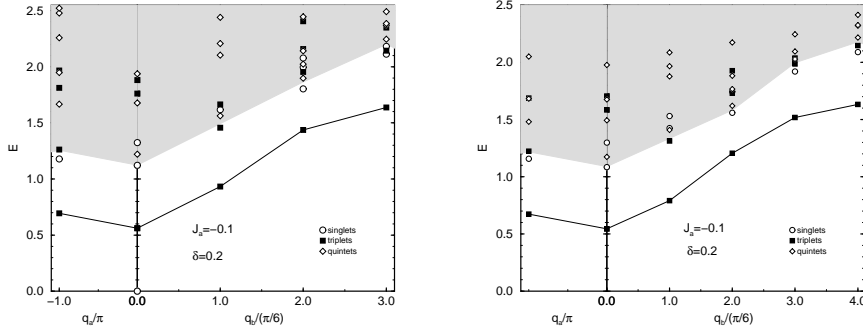 2.5
2.0
1.5
1.0
0.5
0.0
E
J_a=−0.1
δ=0.2
singlets
triplets
quintets
−1.0 0.0 1.0 2.0 3.0
q_a/π q_b/(π/6)
2.5
2.0
1.5
1.0
0.5
0.0
E
J_a=−0.1
δ=0.2
singlets
triplets
quintets
0.0 1.0 2.0 3.0 4.0
q_a/π q_b/(π/6)